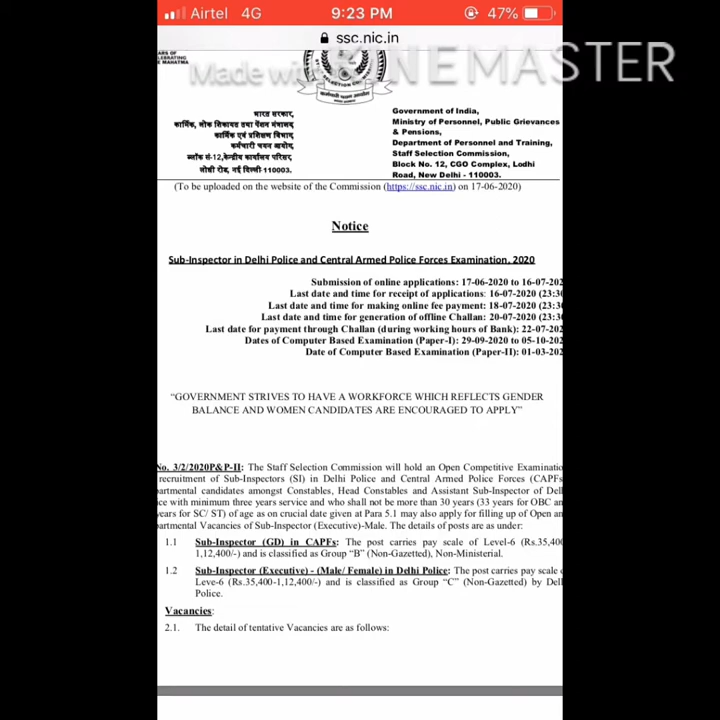 Airtel 4G 9:23 PM 47%
ssc.nic.in
Made with KINEMASTER
ARS OF
LEBRATING
E MAHATMA
भारत सरकार,
कार्मिक, लोक शिकायत तथा पेंशन मंत्रालय,
कार्मिक एवं प्रशिक्षण विभाग,
कर्मचारी चयन आयोग,
ब्लॉक सं-12,केन्द्रीय कार्यालय परिसर,
लोधी रोड, नई दिल्ली-110003.
Government of India,
Ministry of Personnel, Public Grievances
& Pensions,
Department of Personnel and Training,
Staff Selection Commission,
Block No. 12, CGO Complex, Lodhi
Road, New Delhi - 110003.
(To be uploaded on the website of the Commission (https://ssc.nic.in) on 17-06-2020)
Notice
Sub-Inspector in Delhi Police and Central Armed Police Forces Examination, 2020
Submission of online applications: 17-06-2020 to 16-07-202
Last date and time for receipt of applications: 16-07-2020 (23:30
Last date and time for making online fee payment: 18-07-2020 (23:30
Last date and time for generation of offline Challan: 20-07-2020 (23:30
Last date for payment through Challan (during working hours of Bank): 22-07-202
Dates of Computer Based Examination (Paper-I): 29-09-2020 to 05-10-202
Date of Computer Based Examination (Paper-II): 01-03-202
“GOVERNMENT STRIVES TO HAVE A WORKFORCE WHICH REFLECTS GENDER
BALANCE AND WOMEN CANDIDATES ARE ENCOURAGED TO APPLY”
No. 3/2/2020P&P-II: The Staff Selection Commission will hold an Open Competitive Examinatio
recruitment of Sub-Inspectors (SI) in Delhi Police and Central Armed Police Forces (CAPFs
artmental candidates amongst Constables, Head Constables and Assistant Sub-Inspector of Del
ce with minimum three years service and who shall not be more than 30 years (33 years for OBC an
years for SC/ ST) of age as on crucial date given at Para 5.1 may also apply for filling up of Open an
artmental Vacancies of Sub-Inspector (Executive)-Male. The details of posts are as under:
1.1 Sub-Inspector (GD) in CAPFs: The post carries pay scale of Level-6 (Rs.35,400
1,12,400/-) and is classified as Group “B” (Non-Gazetted), Non-Ministerial.
1.2 Sub-Inspector (Executive) - (Male/ Female) in Delhi Police: The post carries pay scale o
Leve-6 (Rs.35,400-1,12,400/-) and is classified as Group “C” (Non-Gazetted) by Del
Police.
Vacancies:
2.1. The detail of tentative Vacancies are as follows: